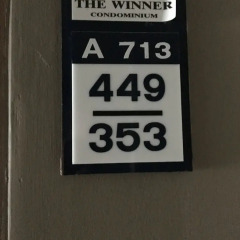 THE WINNER
CONDOMINIUM
A 713
449
353